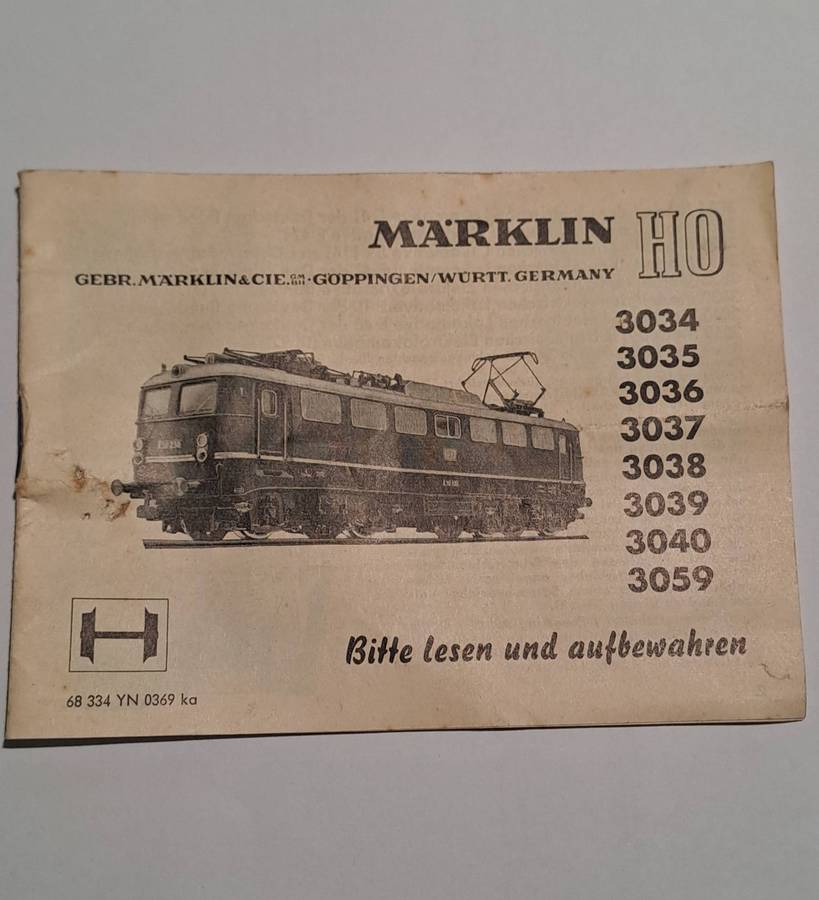 MÄRKLIN HO
GEBR. MÄRKLIN & CIE. GMBH · GÖPPINGEN/WÜRTT. GERMANY
3034
3035
3036
3037
3038
3039
3040
3059
Bitte lesen und aufbewahren
68 334 YN 0369 ka